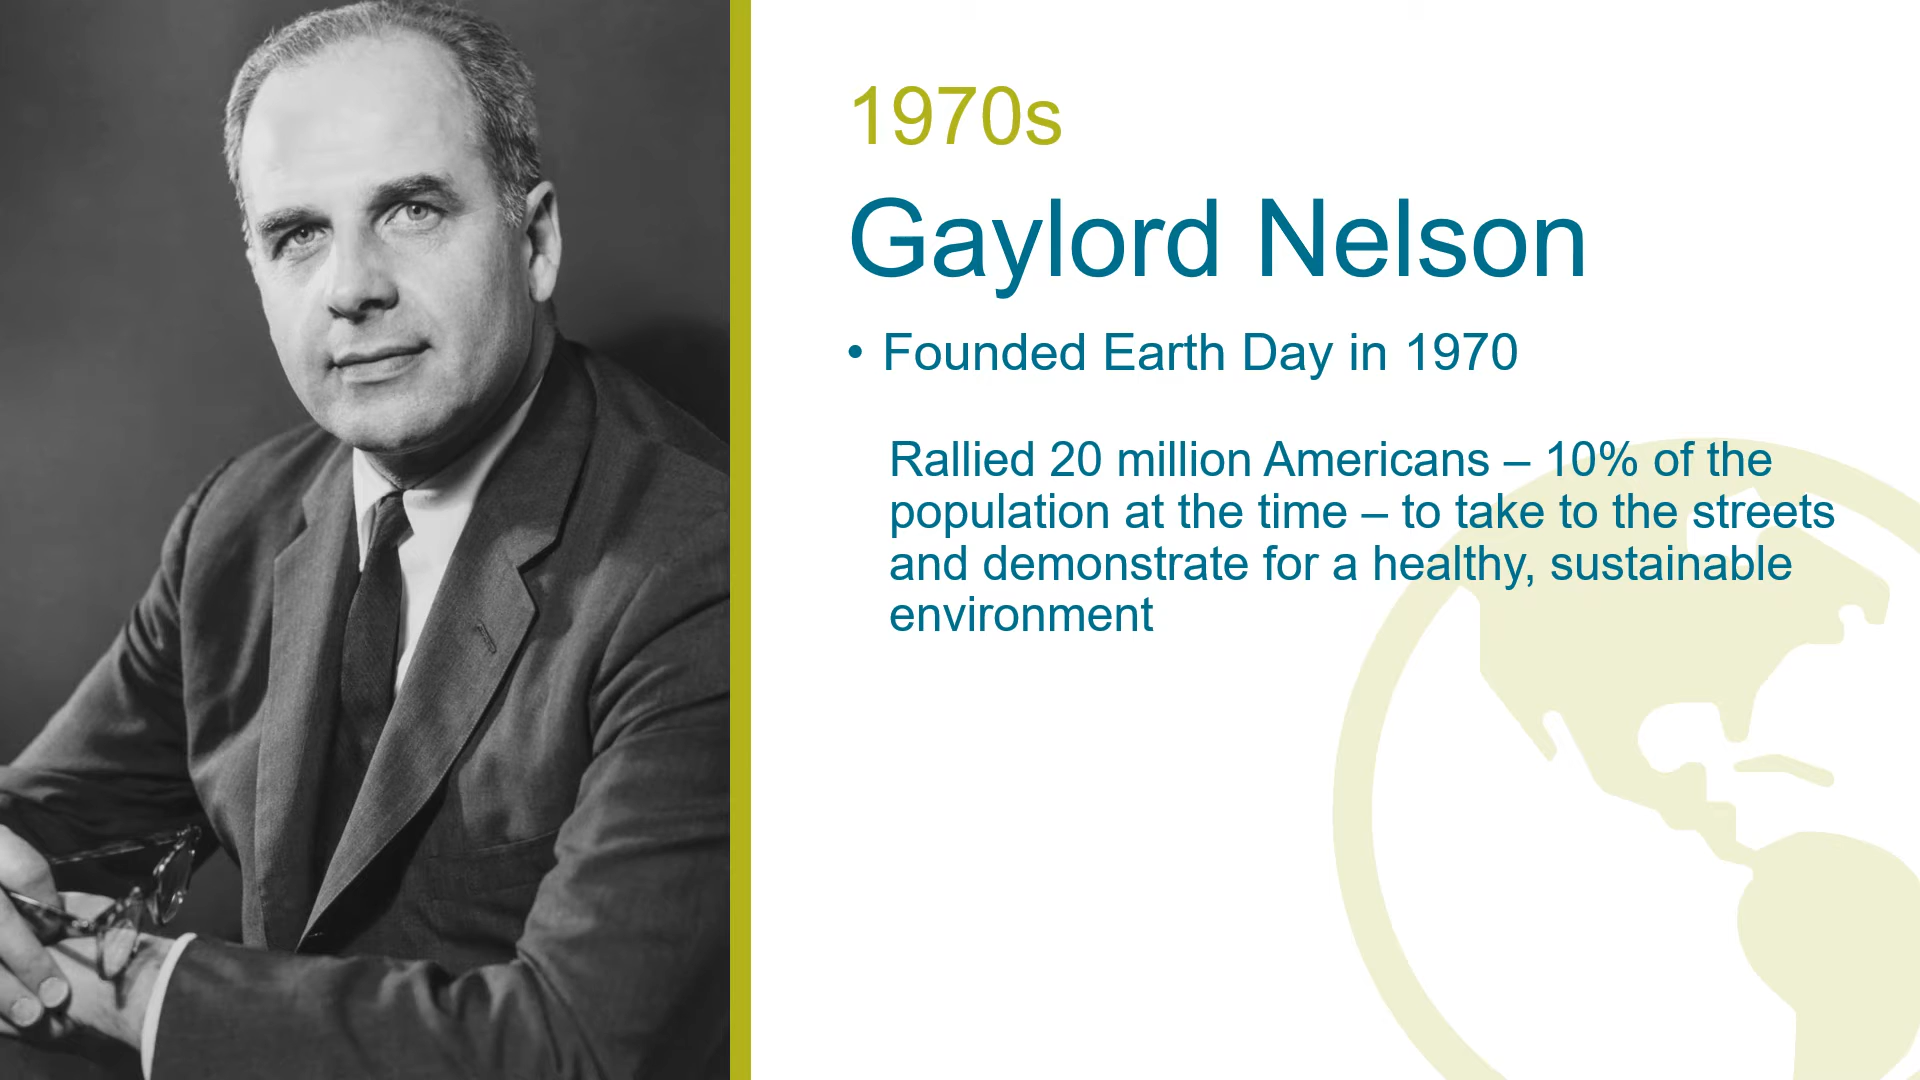 1970s
Gaylord Nelson
• Founded Earth Day in 1970
Rallied 20 million Americans – 10% of the
population at the time – to take to the streets
and demonstrate for a healthy, sustainable
environment